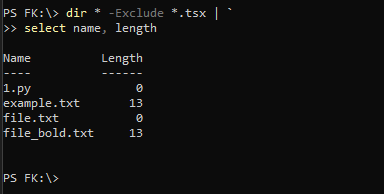 PS FK:\> dir * -Exclude *.tsx | `
>> select name, length
Name Length
---- ------
1.py 0
example.txt 13
file.txt 0
file_bold.txt 13
PS FK:\>